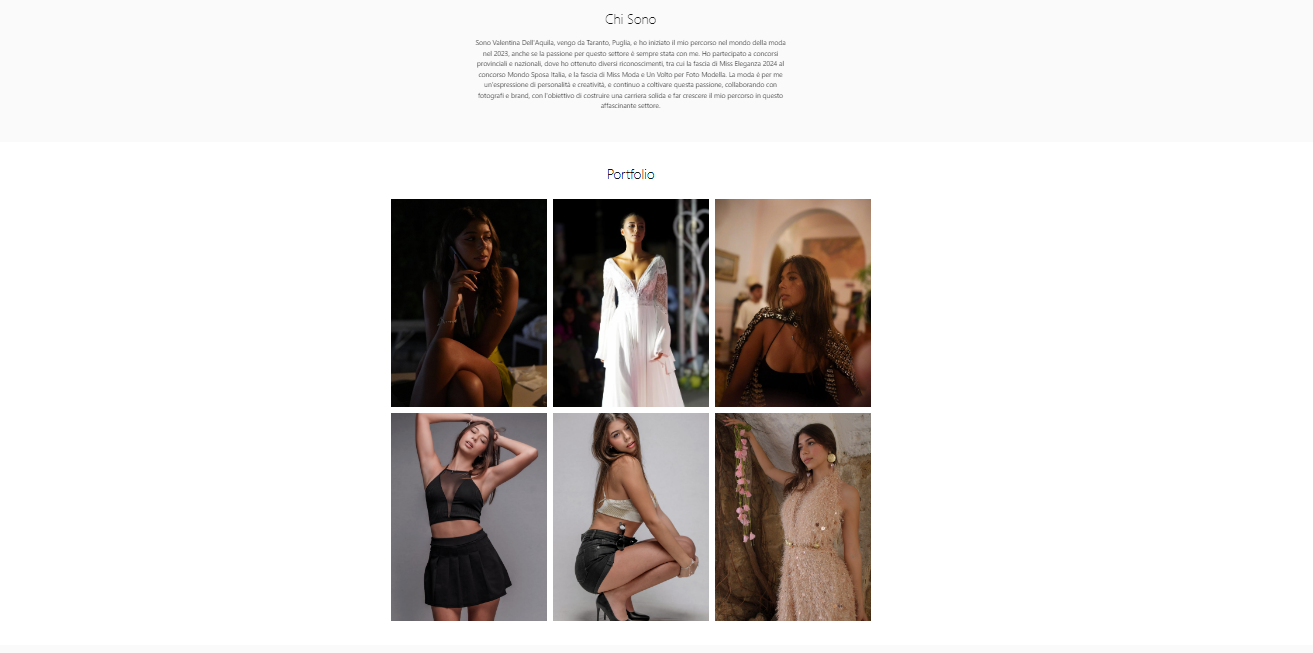 Chi Sono
Sono Valentina Dell'Aquila, vengo da Taranto, Puglia, e ho iniziato il mio percorso nel mondo della moda
nel 2023, anche se la passione per questo settore è sempre stata con me. Ho partecipato a concorsi
provinciali e nazionali, dove ho ottenuto diversi riconoscimenti, tra cui la fascia di Miss Eleganza 2024 al
concorso Mondo Sposa Italia, e la fascia di Miss Moda e Un Volto per Foto Modella. La moda è per me
un'espressione di personalità e creatività, e continuo a coltivare questa passione, collaborando con
fotografi e brand, con l'obiettivo di costruire una carriera solida e far crescere il mio percorso in questo
affascinante settore.
Portfolio